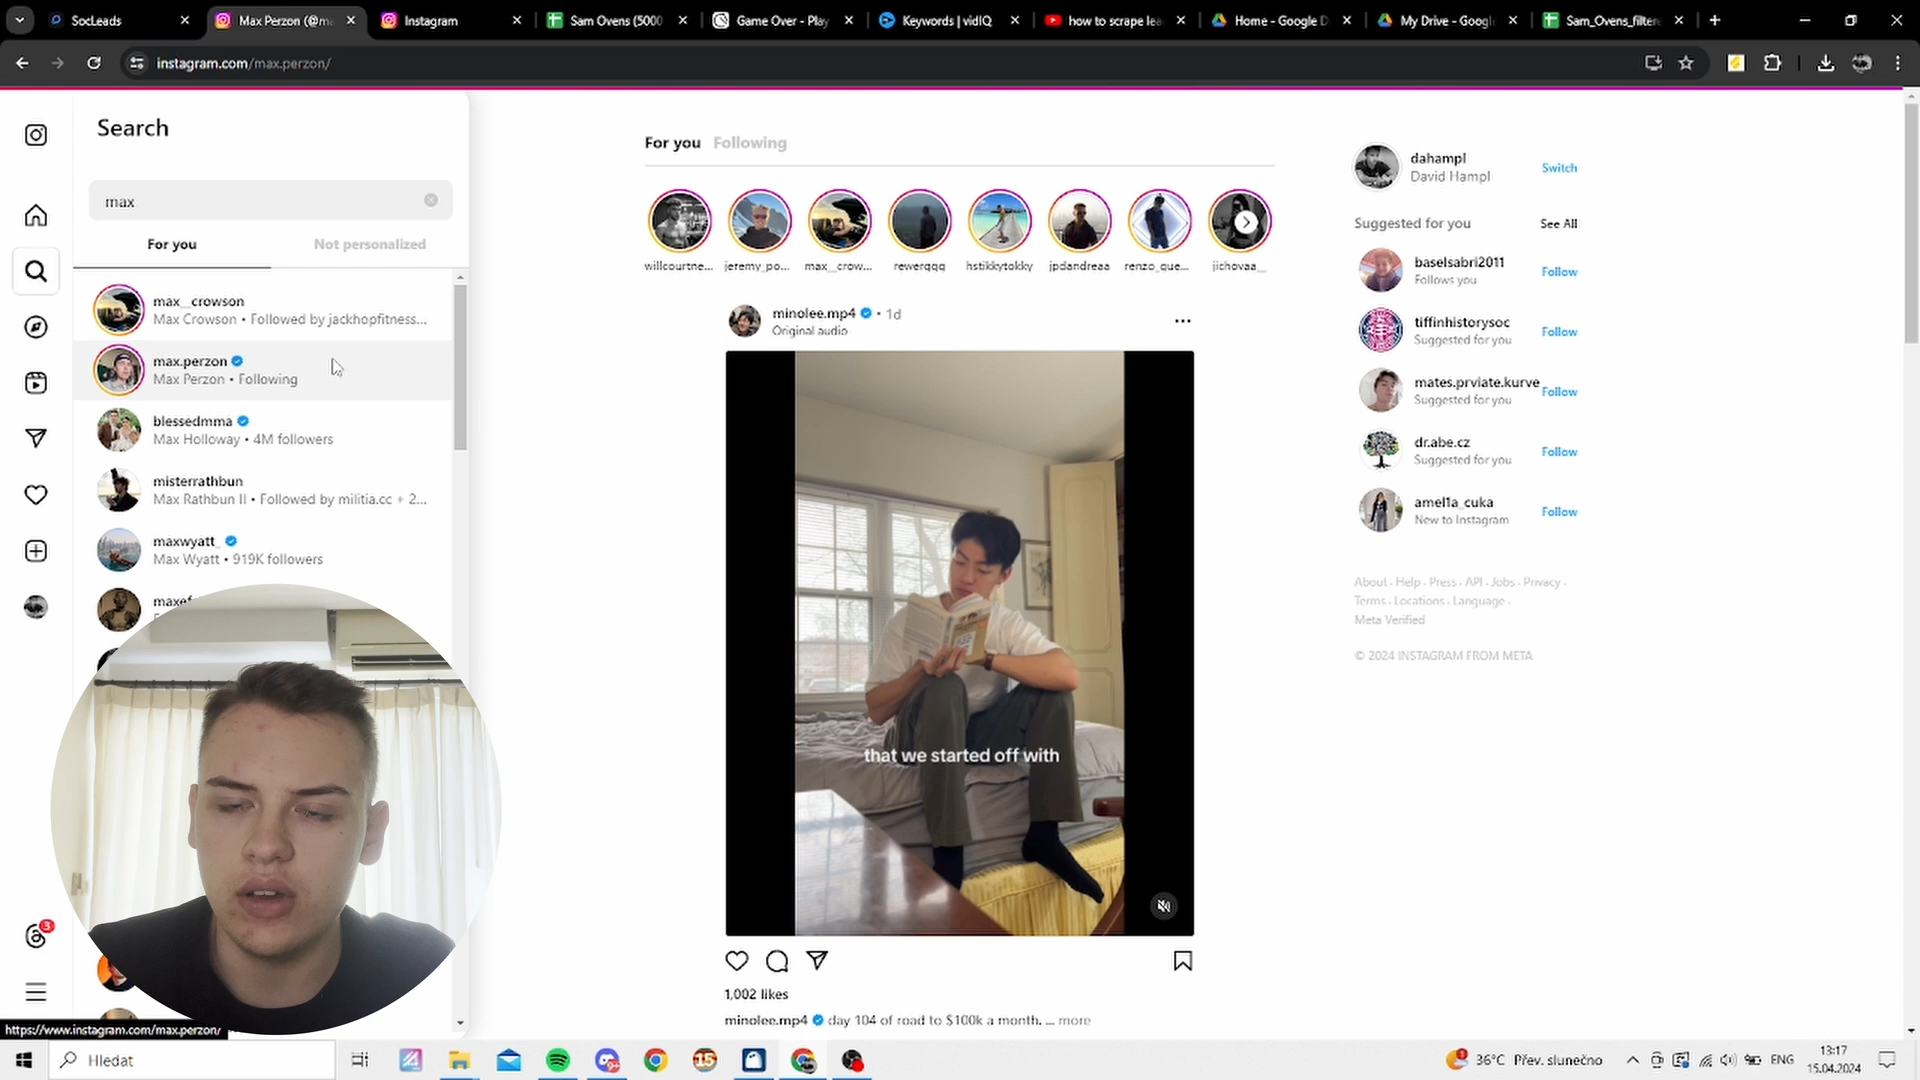 SocLeads
Max Perzon (@m
Instagram
Sam Ovens (5000
Game Over - Play
Keywords | vidIQ
how to scrape lea
Home - Google D
My Drive - Googl
Sam_Ovens_filter
instagram.com/max.perzon/
Search
max
For you
Not personalized
max__crowson
Max Crowson • Followed by jackhopfitness...
max.perzon
Max Perzon • Following
blessedmma
Max Holloway • 4M followers
misterrathbun
Max Rathbun II • Followed by militia.cc + 2...
maxwyatt_
Max Wyatt • 919K followers
3
https://www.instagram.com/max.perzon/
For you Following
willcourtne...
jeremy_po...
max__crow...
rewerqqq
hstikkytokky
jpdandreaa
renzo_que...
jichovaa__
minolee.mp4 • 1d
Original audio
that we started off with
1,002 likes
minolee.mp4 day 104 of road to $100k a month. ... more
dahampl
David Hampl
Switch
Suggested for you
See All
baselsabri2011
Follows you
Follow
tiffinhistorysoc
Suggested for you
Follow
mates.prviate.kurve
Suggested for you
Follow
dr.abe.cz
Suggested for you
Follow
amel1a_cuka
New to Instagram
Follow
About · Help · Press · API · Jobs · Privacy ·
Terms · Locations · Language ·
Meta Verified
© 2024 INSTAGRAM FROM META
Hledat
15
36°C Přev. slunečno
ENG
13:17
15.04.2024